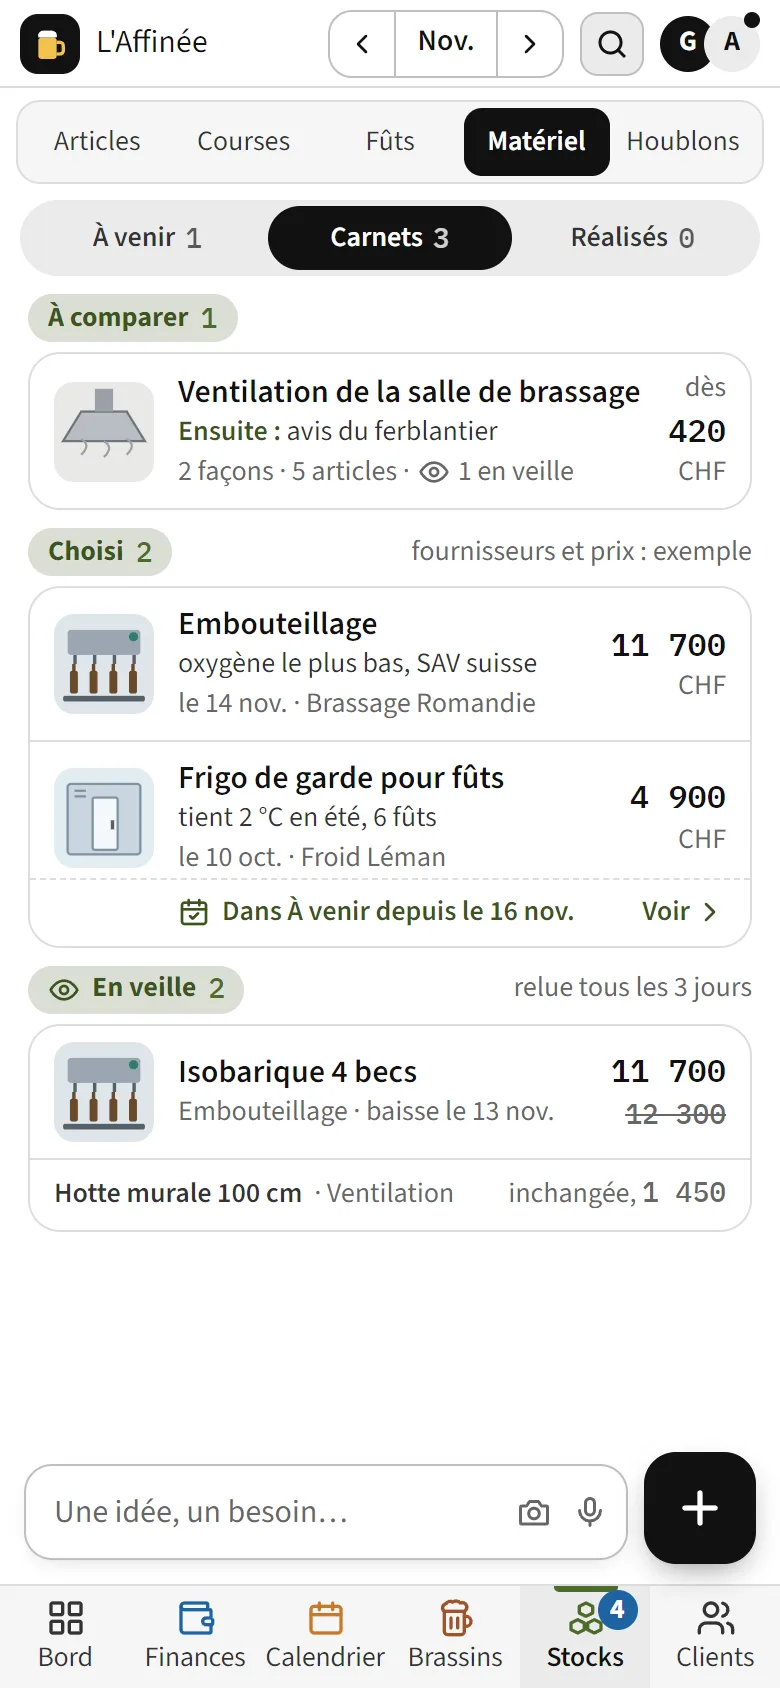 L'Affinée
Nov.
G
A
Articles Courses Fûts Matériel Houblons
À venir 1 Carnets 3 Réalisés 0
À comparer 1
Ventilation de la salle de brassage dès
Ensuite : avis du ferblantier 420
2 façons · 5 articles · 1 en veille CHF
Choisi 2 fournisseurs et prix : exemple
Embouteillage
oxygène le plus bas, SAV suisse 11 700
le 14 nov. · Brassage Romandie CHF
Frigo de garde pour fûts
tient 2 °C en été, 6 fûts 4 900
le 10 oct. · Froid Léman CHF
Dans À venir depuis le 16 nov. Voir
En veille 2 relue tous les 3 jours
Isobarique 4 becs 11 700
Embouteillage · baisse le 13 nov. 12 300
Hotte murale 100 cm · Ventilation inchangée, 1 450
Une idée, un besoin…
4
Bord Finances Calendrier Brassins Stocks Clients